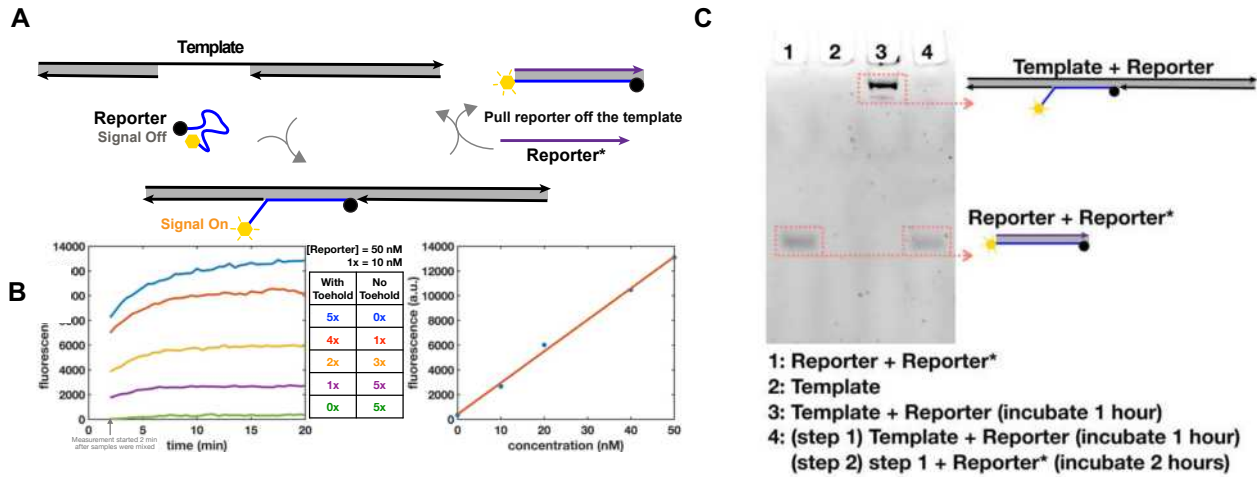 A
Template
Reporter
Signal Off
Pull reporter off the template
Reporter*
Signal On
B
14000
10000
6000
4000
2000
0
0
5
10
15
20
time (min)
Measurement started 2 min
after samples were mixed
[Reporter] = 50 nM
1x = 10 nM
With Toehold
No Toehold
5x 0x
4x 1x
2x 3x
1x 5x
0x 5x
fluorescence (a.u.)
14000
12000
10000
8000
6000
4000
2000
0
0 10 20 30 40 50
concentration (nM)
C
1 2 3 4
Template + Reporter
Reporter + Reporter*
1: Reporter + Reporter*
2: Template
3: Template + Reporter (incubate 1 hour)
4: (step 1) Template + Reporter (incubate 1 hour)
(step 2) step 1 + Reporter* (incubate 2 hours)